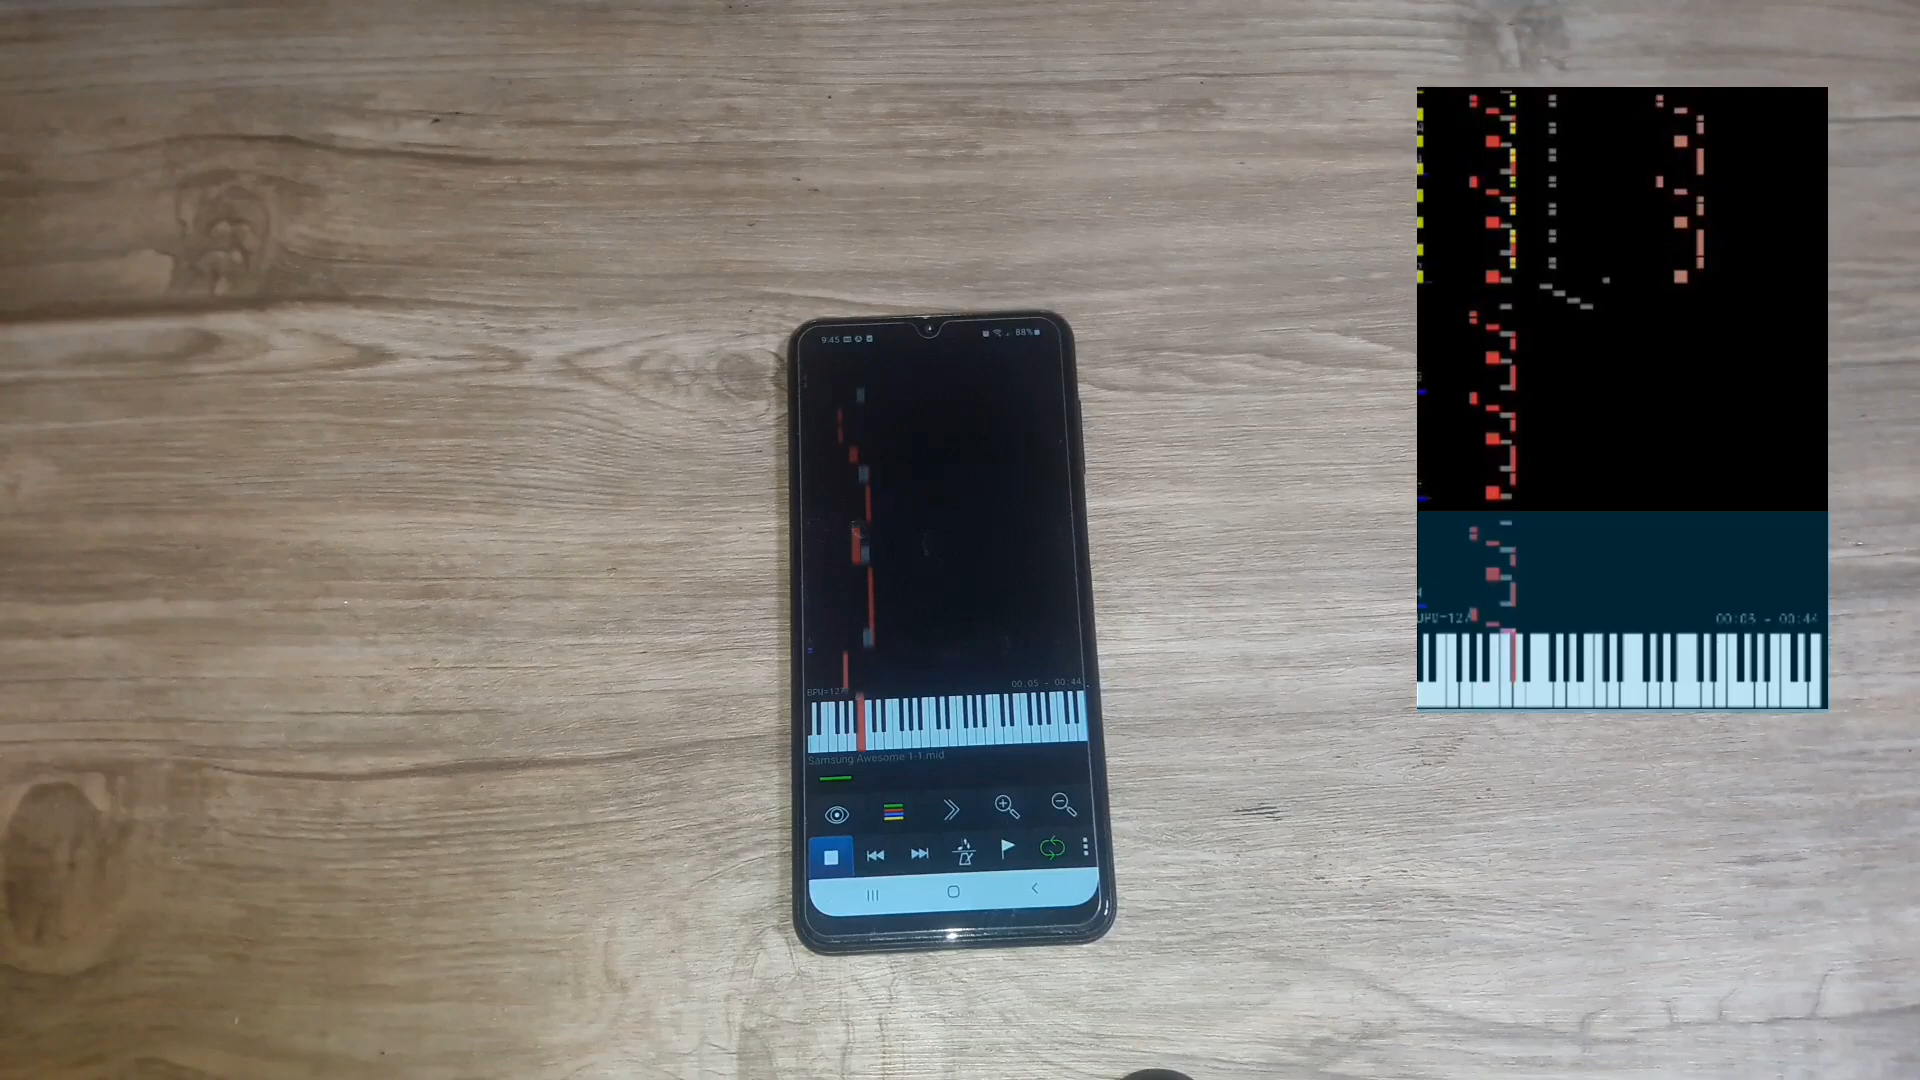 9:45
88%
BPM=127
00:05 - 00:44
Samsung Awesome 1-1.mid
00:05 - 00:44